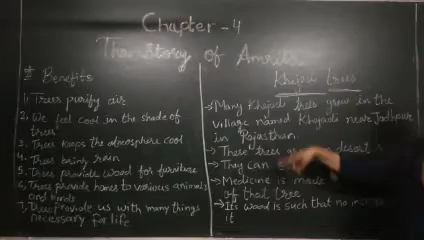 Chapter-4
The Story of Amrita
# Benefits
1) Trees purify air
2, We feel cool in the shade of
trees
3, Trees keeps the atmosphere cool
4, Trees bring rain
5, Trees provide wood for furniture
6, Trees provide home to various animals
and birds
7, Trees provide us with many things
necessary for life
Khejari trees
→ Many Khejadi trees grow in the
village named Khejadi near Jodhpur
in Rajasthan.
→ These trees desert
→ They can
→ Medicine is made
of that tree
→ Its wood is such that no
it